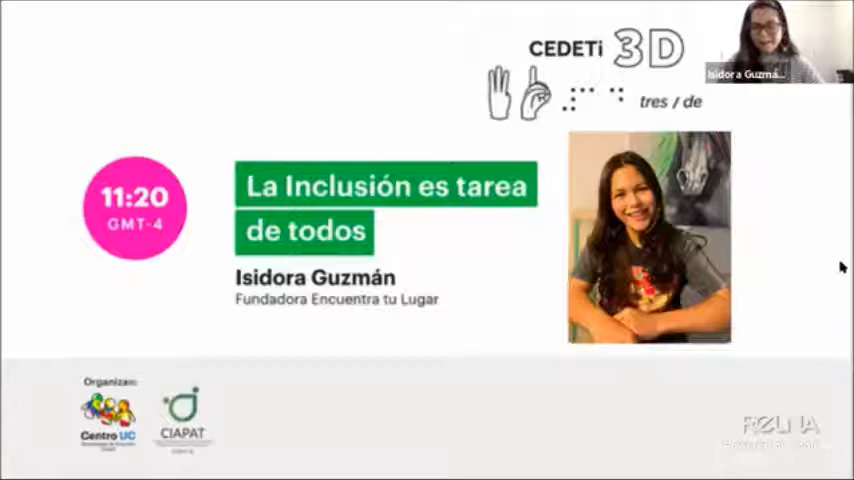 CEDETi 3D
Isidora Guzmá...
tres / de
11:20
GMT-4
La Inclusión es tarea
de todos
Isidora Guzmán
Fundadora Encuentra tu Lugar
Organizan:
Centro UC
CIAPAT